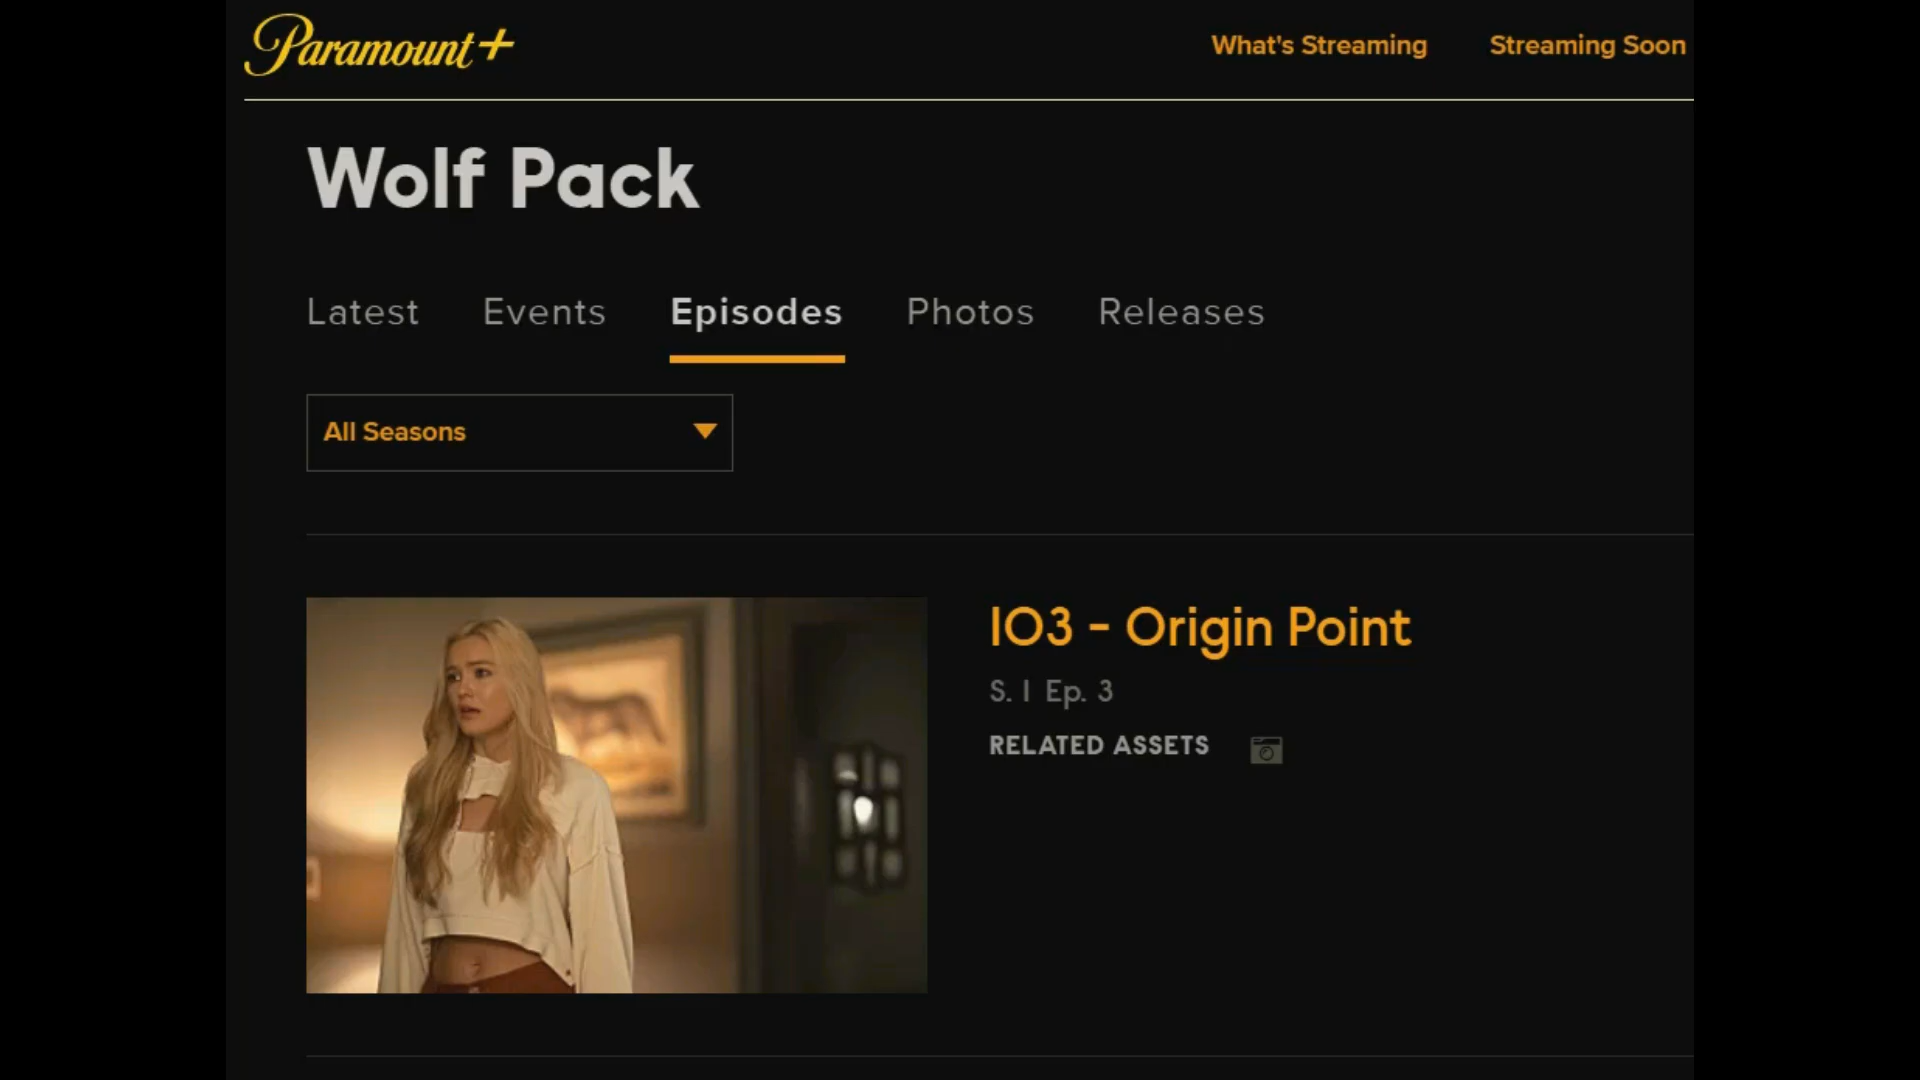 Paramount+
What's Streaming
Streaming Soon
Wolf Pack
Latest
Events
Episodes
Photos
Releases
All Seasons
103 - Origin Point
S. 1 Ep. 3
RELATED ASSETS